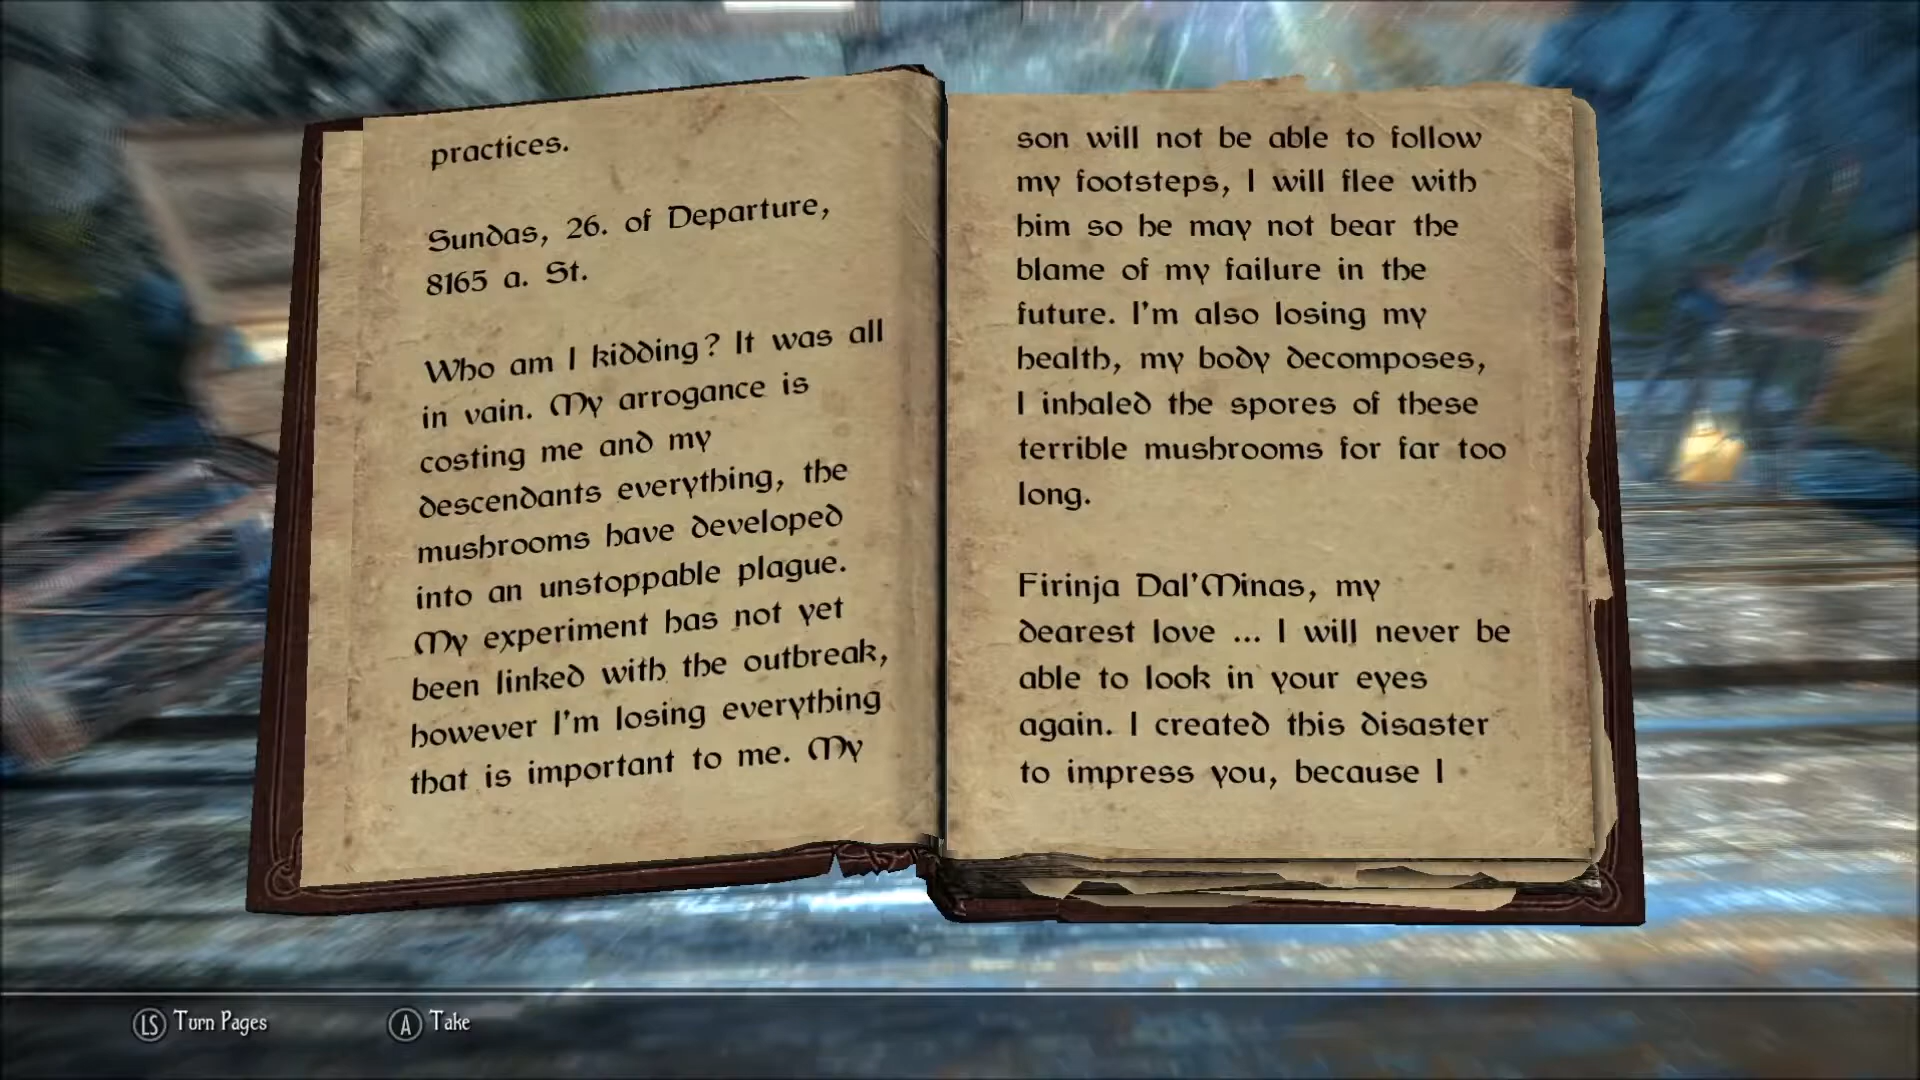 practices.
Sundas, 26. of Departure,
8165 a. St.
Who am I kidding? It was all
in vain. My arrogance is
costing me and my
descendants everything, the
mushrooms have developed
into an unstoppable plague.
My experiment has not yet
been linked with the outbreak,
however I'm losing everything
that is important to me. My
son will not be able to follow
my footsteps, I will flee with
him so he may not bear the
blame of my failure in the
future. I'm also losing my
health, my body decomposes,
I inhaled the spores of these
terrible mushrooms for far too
long.
Firinja Dal'Minas, my
dearest love ... I will never be
able to look in your eyes
again. I created this disaster
to impress you, because I
LS Turn Pages
A Take